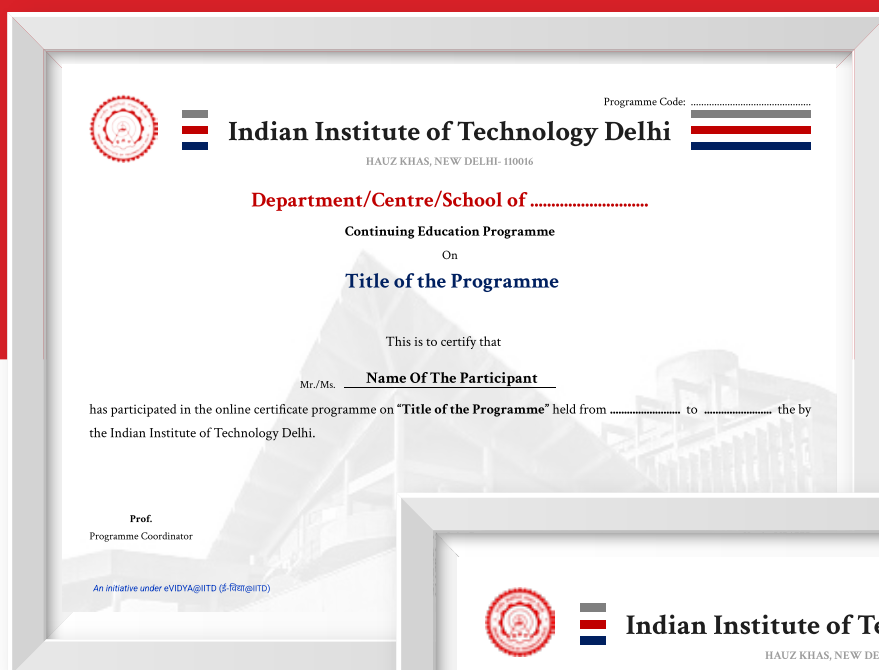 Programme Code: ........................................
Indian Institute of Technology Delhi
HAUZ KHAS, NEW DELHI- 110016
Department/Centre/School of ............................
Continuing Education Programme
On
Title of the Programme
This is to certify that
Mr./Ms. Name Of The Participant
has participated in the online certificate programme on “Title of the Programme” held from ........................ to ....................... the by
the Indian Institute of Technology Delhi.
Prof.
Programme Coordinator
An initiative under eVIDYA@IITD (ई-विद्या@IITD)
Indian Institute of Te
HAUZ KHAS, NEW DE